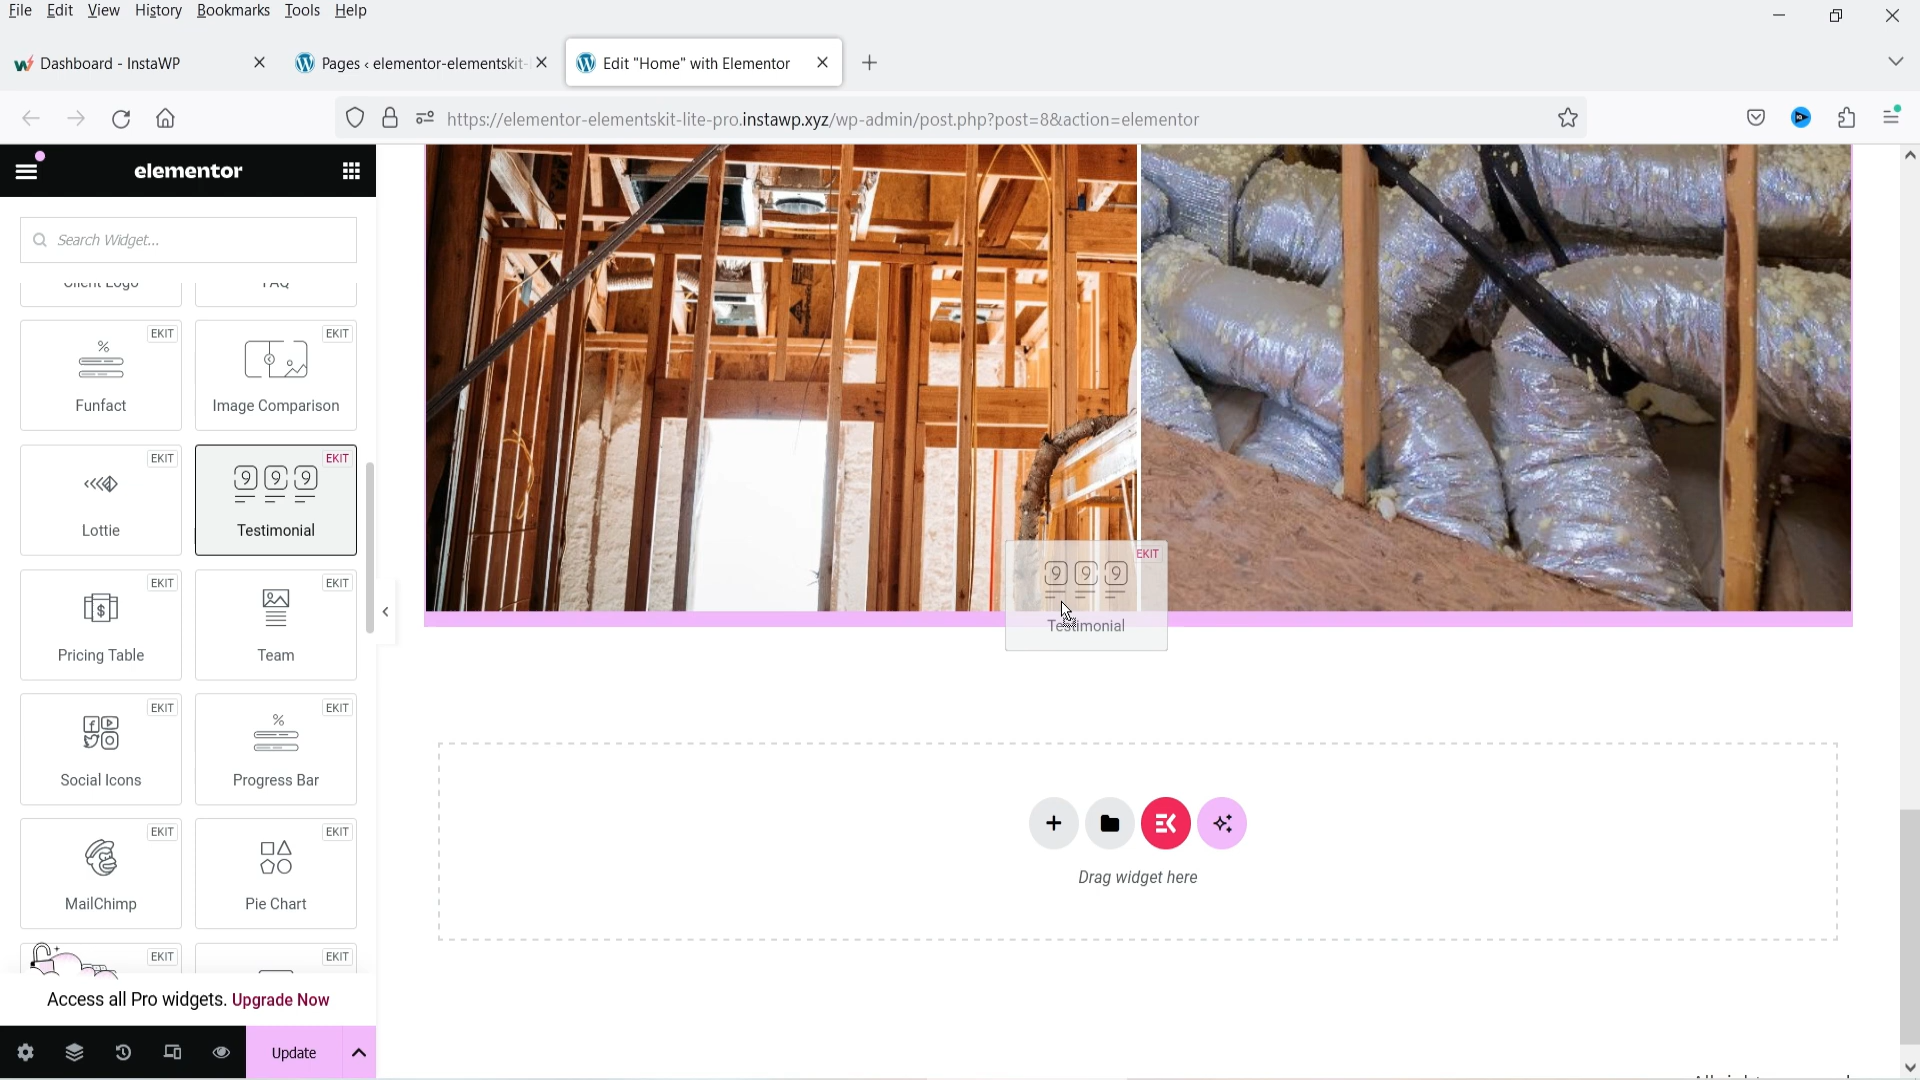 File Edit View History Bookmarks Tools Help
Dashboard - InstaWP
Pages ‹ elementor-elementskit-
Edit "Home" with Elementor
https://elementor-elementskit-lite-pro.instawp.xyz/wp-admin/post.php?post=8&action=elementor
elementor
Search Widget...
Client Logo
FAQ
EKIT
Funfact
EKIT
Image Comparison
EKIT
Lottie
EKIT
Testimonial
EKIT
Pricing Table
EKIT
Team
EKIT
Social Icons
EKIT
Progress Bar
EKIT
MailChimp
EKIT
Pie Chart
EKIT
EKIT
Access all Pro widgets. Upgrade Now
Update
EKIT
Testimonial
Drag widget here